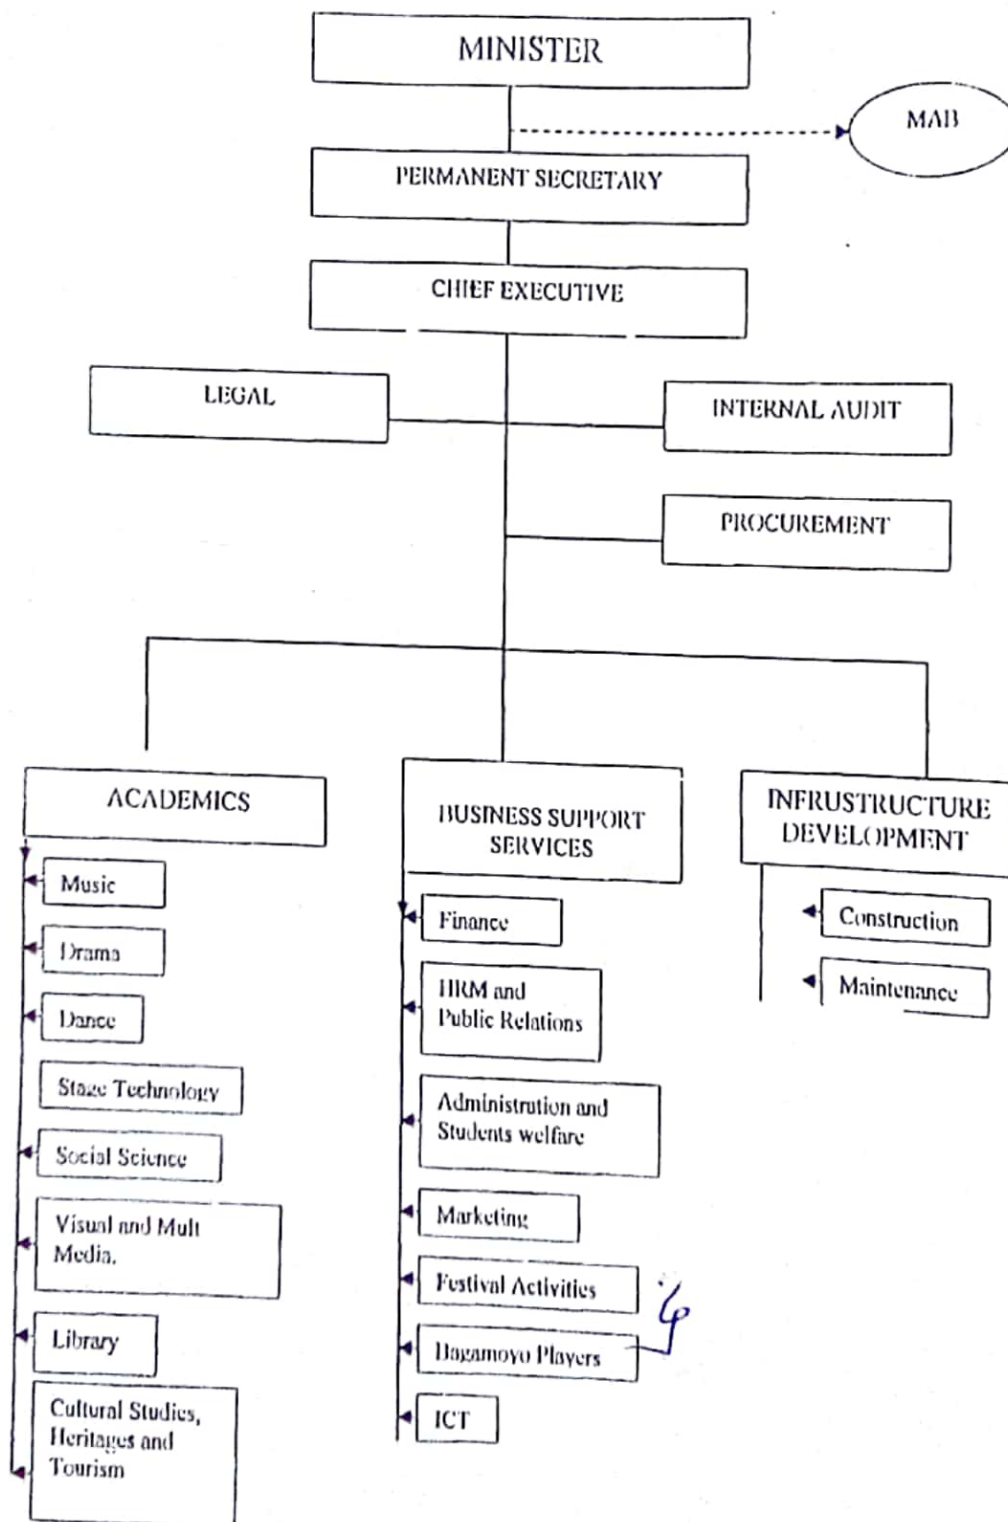 MINISTER
MAB
PERMANENT SECRETARY
CHIEF EXECUTIVE
LEGAL
INTERNAL AUDIT
PROCUREMENT
ACADEMICS
Music
Drama
Dance
Stage Technology
Social Science
Visual and Mult
Media.
Library
Cultural Studies,
Heritages and
Tourism
BUSINESS SUPPORT
SERVICES
Finance
HRM and
Public Relations
Administration and
Students welfare
Marketing
Festival Activities
Bagamoyo Players
ICT
INFRUSTRUCTURE
DEVELOPMENT
Construction
Maintenance